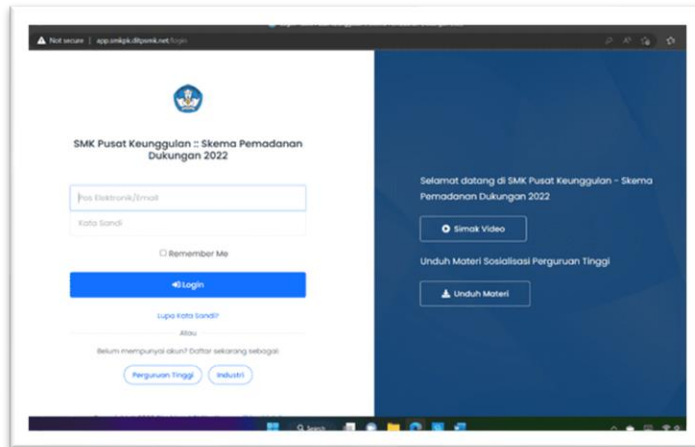 Not secure | app.smkpk.ditpsmk.net/login
SMK Pusat Keunggulan :: Skema Pemadanan
Dukungan 2022
Pos Elektronik/Email
Kata Sandi
Remember Me
Login
Lupa Kata Sandi?
Atau
Belum mempunyai akun? Daftar sekarang sebagai
Perguruan Tinggi
Industri
Selamat datang di SMK Pusat Keunggulan - Skema
Pemadanan Dukungan 2022
Simak Video
Unduh Materi Sosialisasi Perguruan Tinggi
Unduh Materi
Search